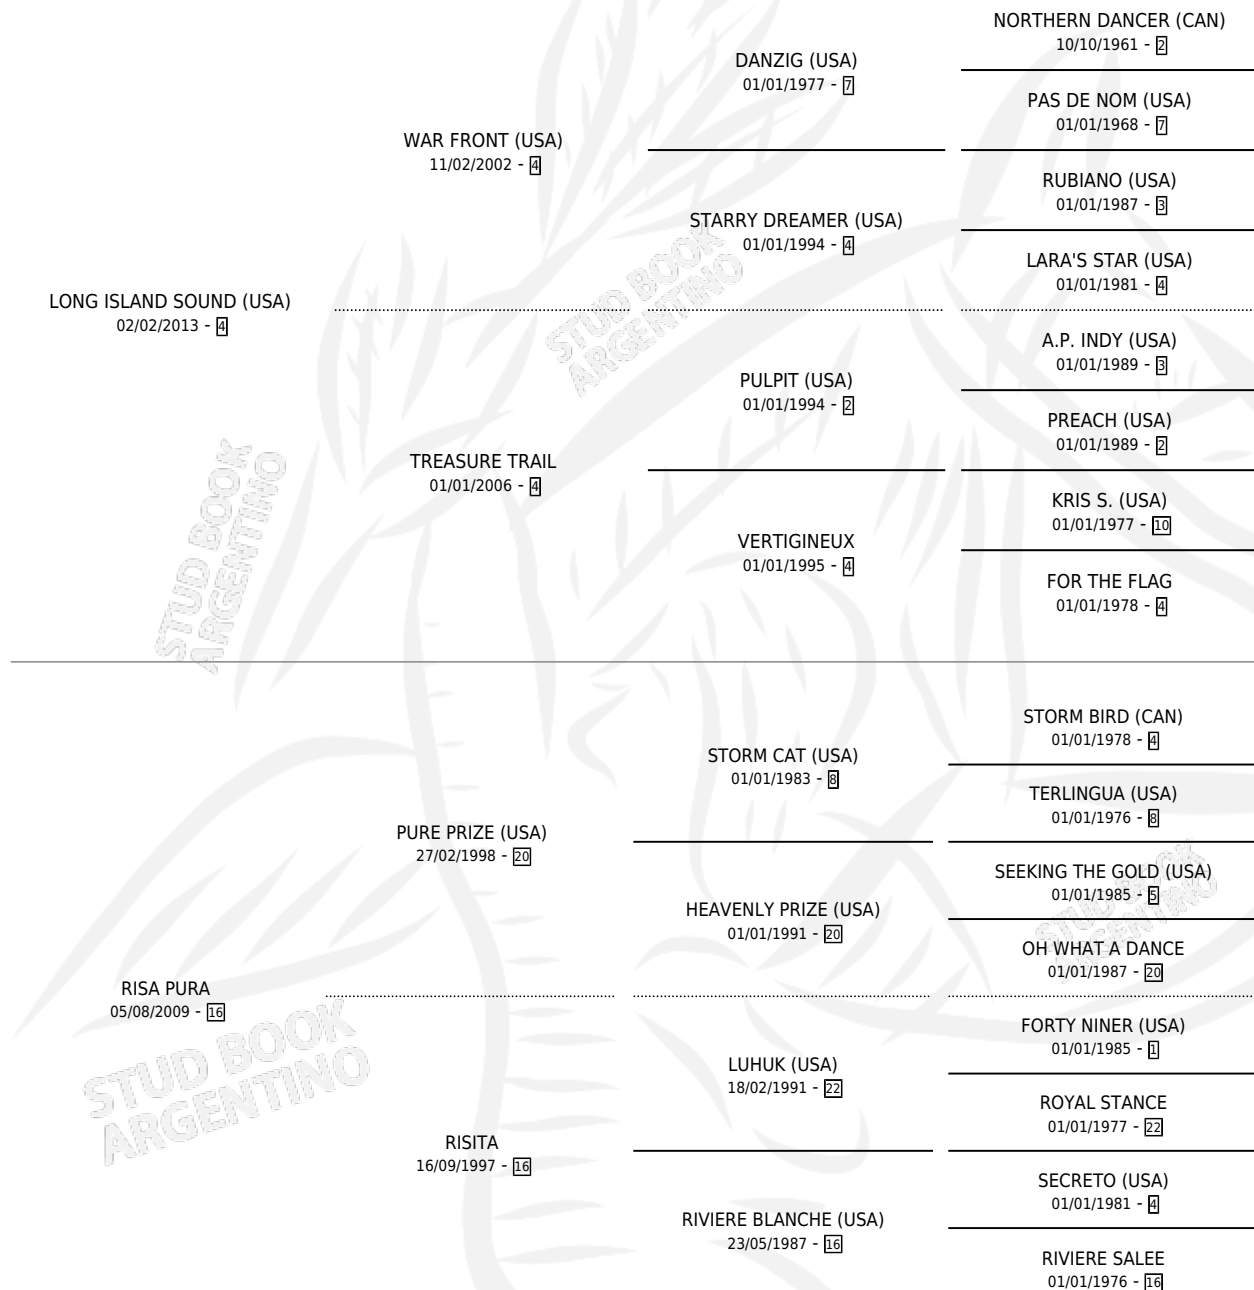 NORTHERN DANCER (CAN)
10/10/1961 - 2
DANZIG (USA)
01/01/1977 - 7
PAS DE NOM (USA)
01/01/1968 - 7
WAR FRONT (USA)
11/02/2002 - 4
RUBIANO (USA)
01/01/1987 - 3
STARRY DREAMER (USA)
01/01/1994 - 4
LARA'S STAR (USA)
01/01/1981 - 4
LONG ISLAND SOUND (USA)
02/02/2013 - 4
A.P. INDY (USA)
01/01/1989 - 3
PULPIT (USA)
01/01/1994 - 2
PREACH (USA)
01/01/1989 - 2
TREASURE TRAIL
01/01/2006 - 4
KRIS S. (USA)
01/01/1977 - 10
VERTIGINEUX
01/01/1995 - 4
FOR THE FLAG
01/01/1978 - 4
STORM BIRD (CAN)
01/01/1978 - 4
STORM CAT (USA)
01/01/1983 - 8
TERLINGUA (USA)
01/01/1976 - 8
PURE PRIZE (USA)
27/02/1998 - 20
SEEKING THE GOLD (USA)
01/01/1985 - 5
HEAVENLY PRIZE (USA)
01/01/1991 - 20
OH WHAT A DANCE
01/01/1987 - 20
RISA PURA
05/08/2009 - 16
FORTY NINER (USA)
01/01/1985 - 1
LUHUK (USA)
18/02/1991 - 22
ROYAL STANCE
01/01/1977 - 22
RISITA
16/09/1997 - 16
SECRETO (USA)
01/01/1981 - 4
RIVIERE BLANCHE (USA)
23/05/1987 - 16
RIVIERE SALEE
01/01/1976 - 16
STUD BOOK
ARGENTINO
STUD BOOK
ARGENTINO
STUD BOOK
ARGENTINO
STUD BOOK
ARGENTINO